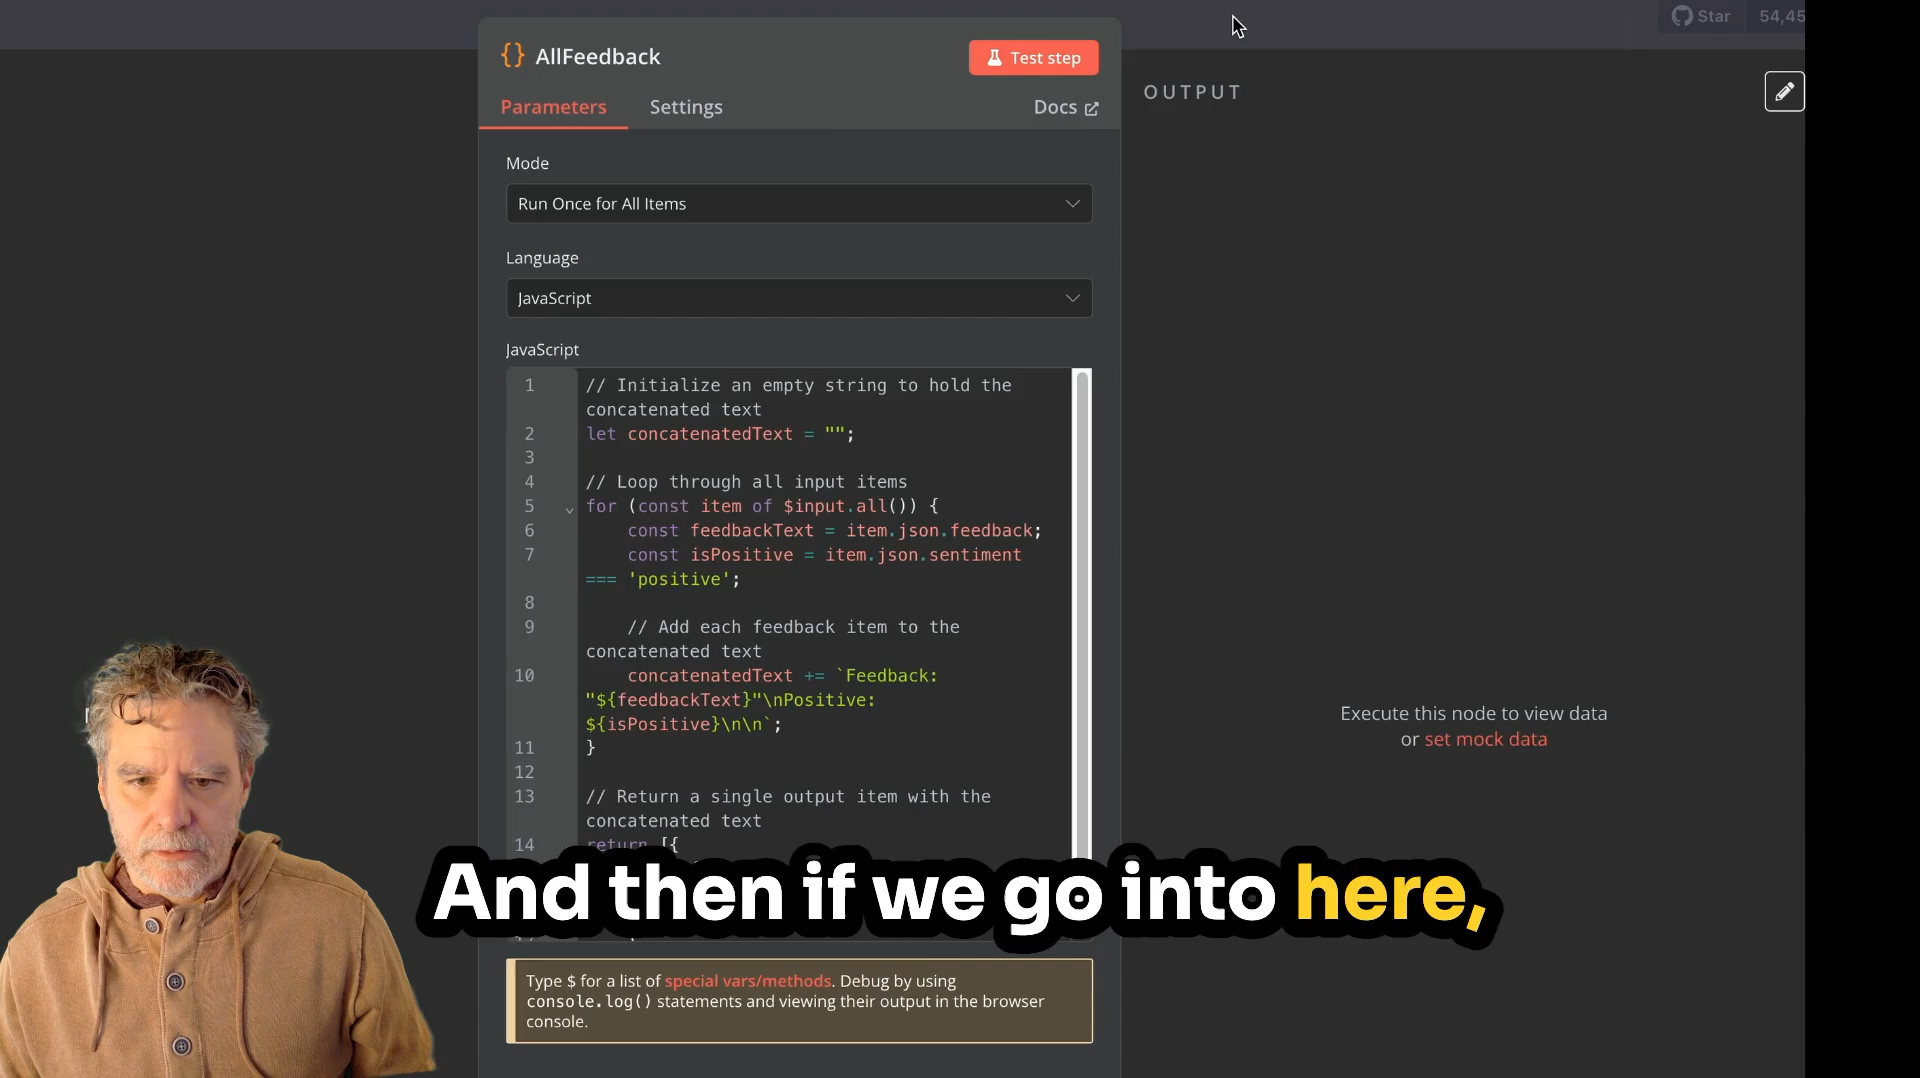 Star 54,45
{} AllFeedback
Test step
Parameters Settings Docs
OUTPUT
Mode
Run Once for All Items
Language
JavaScript
JavaScript
1 // Initialize an empty string to hold the
concatenated text
2 let concatenatedText = "";
3
4 // Loop through all input items
5 for (const item of $input.all()) {
6 const feedbackText = item.json.feedback;
7 const isPositive = item.json.sentiment
=== 'positive';
8
9 // Add each feedback item to the
concatenated text
10 concatenatedText += `Feedback:
"${feedbackText}"\nPositive:
${isPositive}\n\n`;
11 }
12
13 // Return a single output item with the
concatenated text
14 return [{
Execute this node to view data
or set mock data
And then if we go into here,
Type $ for a list of special vars/methods. Debug by using
console.log() statements and viewing their output in the browser
console.